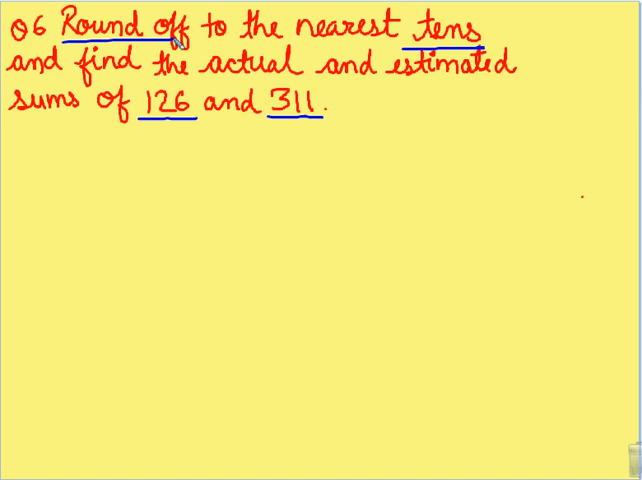 Q6 Round off to the nearest tens
and find the actual and estimated
sums of 126 and 311.